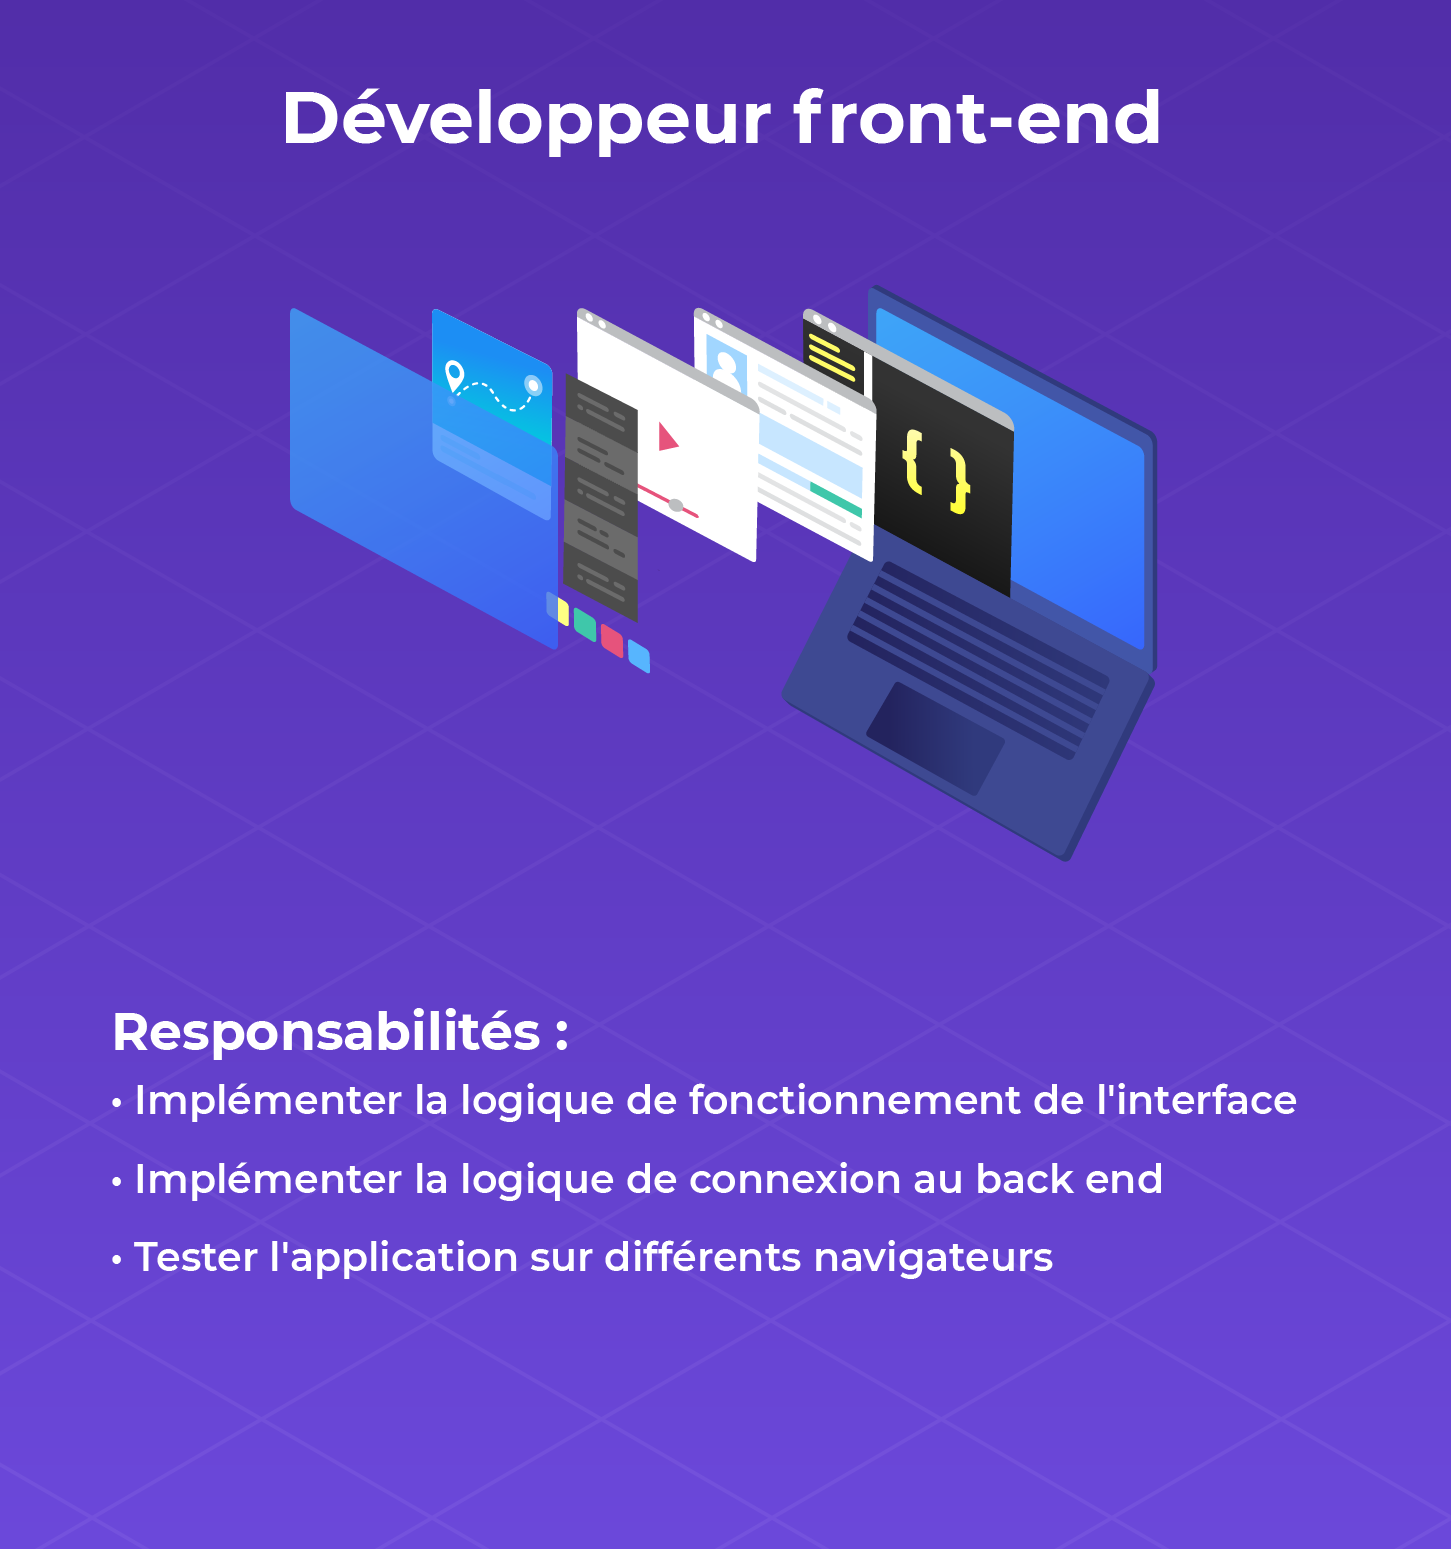 Développeur front-end
{ }
Responsabilités :
• Implémenter la logique de fonctionnement de l'interface
• Implémenter la logique de connexion au back end
• Tester l'application sur différents navigateurs